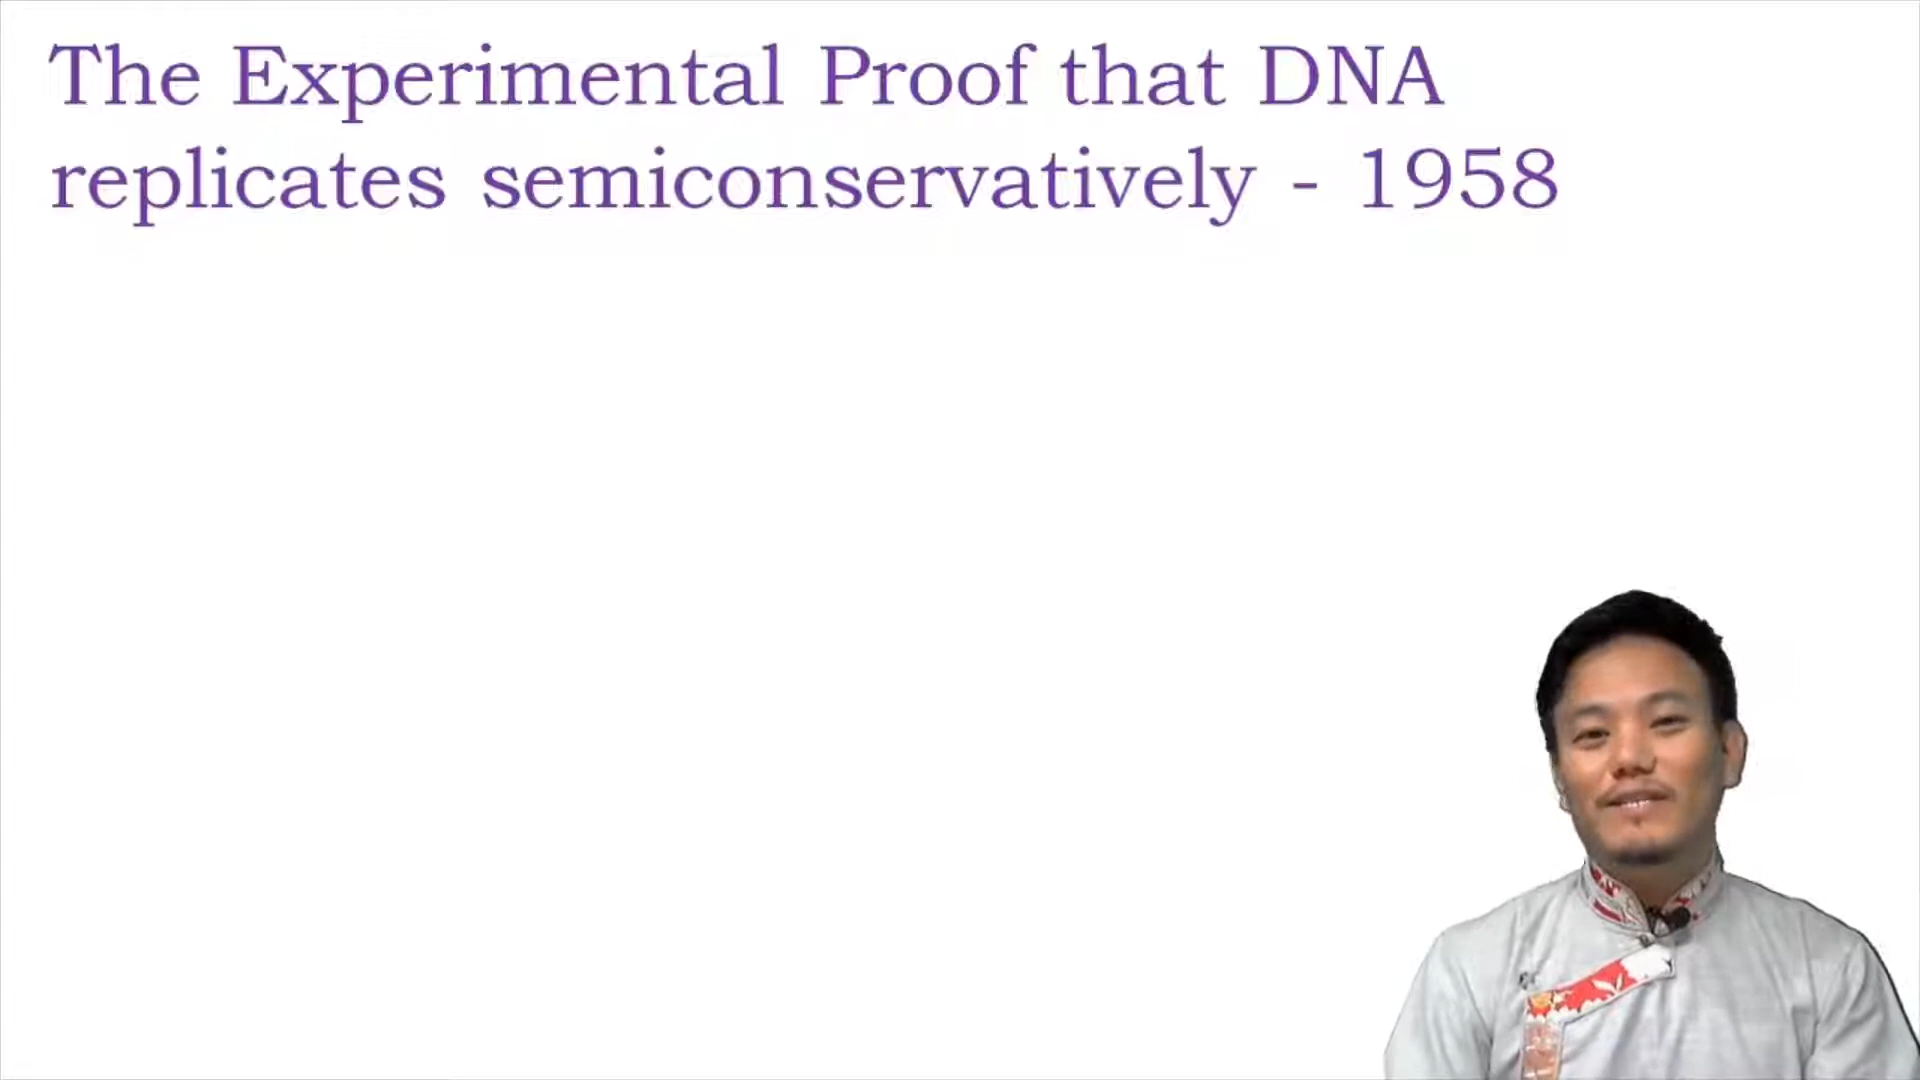 The Experimental Proof that DNA
replicates semiconservatively - 1958